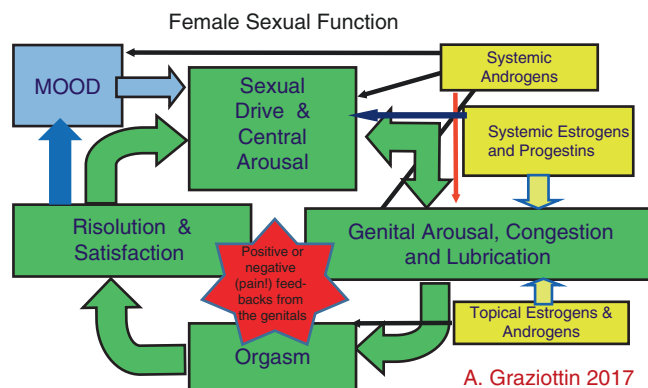 Female Sexual Function
MOOD
Sexual
Drive &
Central
Arousal
Systemic
Androgens
Systemic Estrogens
and Progestins
Risolution &
Satisfaction
Positive or
negative
(pain!) feed-
backs from
the genitals
Genital Arousal, Congestion
and Lubrication
Orgasm
Topical Estrogens &
Androgens
A. Graziottin 2017